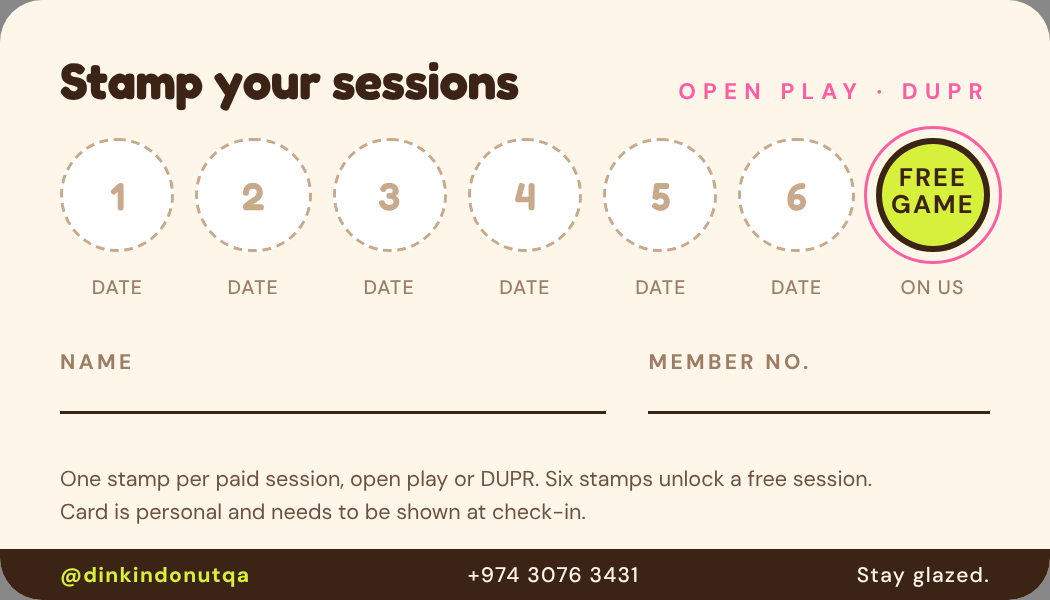 Stamp your sessions
OPEN PLAY · DUPR
1 2 3 4 5 6 FREE GAME
DATE DATE DATE DATE DATE DATE ON US
NAME
MEMBER NO.
One stamp per paid session, open play or DUPR. Six stamps unlock a free session.
Card is personal and needs to be shown at check-in.
@dinkindonutqa +974 3076 3431 Stay glazed.